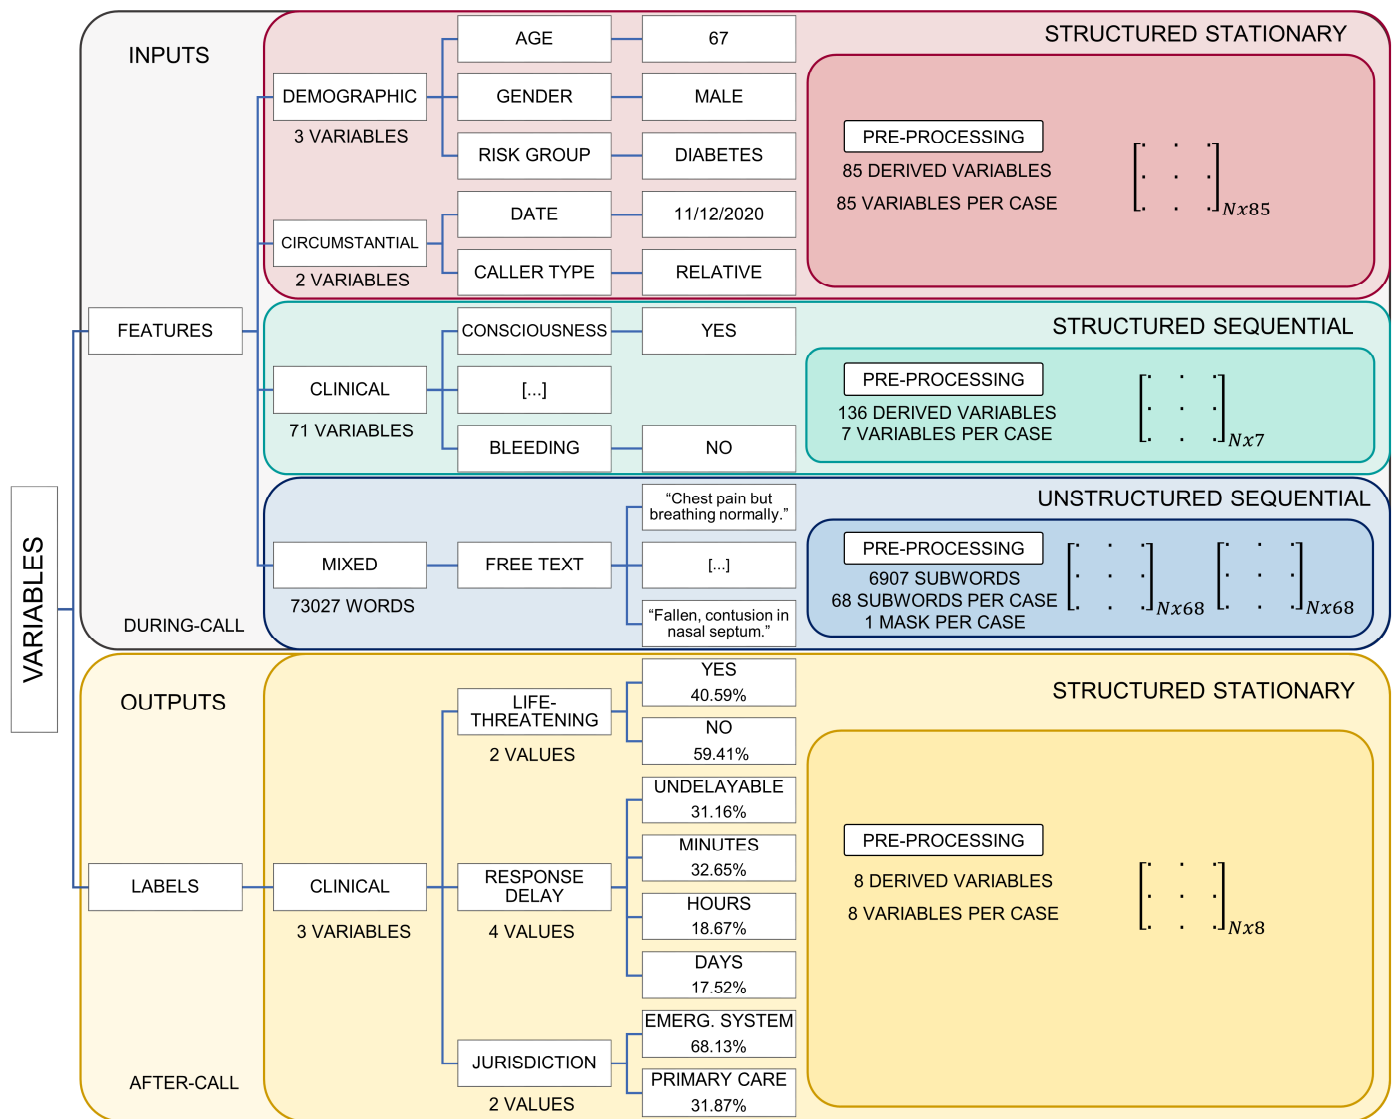 VARIABLES
INPUTS
FEATURES
DURING-CALL
STRUCTURED STATIONARY
DEMOGRAPHIC
3 VARIABLES
AGE
67
GENDER
MALE
RISK GROUP
DIABETES
CIRCUMSTANTIAL
2 VARIABLES
DATE
11/12/2020
CALLER TYPE
RELATIVE
PRE-PROCESSING
85 DERIVED VARIABLES
85 VARIABLES PER CASE
Nx85
STRUCTURED SEQUENTIAL
CLINICAL
71 VARIABLES
CONSCIOUSNESS
YES
[...]
BLEEDING
NO
PRE-PROCESSING
136 DERIVED VARIABLES
7 VARIABLES PER CASE
Nx7
UNSTRUCTURED SEQUENTIAL
MIXED
73027 WORDS
FREE TEXT
“Chest pain but
breathing normally.”
[...]
“Fallen, contusion in
nasal septum.”
PRE-PROCESSING
6907 SUBWORDS
68 SUBWORDS PER CASE
1 MASK PER CASE
Nx68
Nx68
OUTPUTS
LABELS
AFTER-CALL
STRUCTURED STATIONARY
CLINICAL
3 VARIABLES
LIFE-
THREATENING
2 VALUES
YES
40.59%
NO
59.41%
RESPONSE
DELAY
4 VALUES
UNDELAYABLE
31.16%
MINUTES
32.65%
HOURS
18.67%
DAYS
17.52%
JURISDICTION
2 VALUES
EMERG. SYSTEM
68.13%
PRIMARY CARE
31.87%
PRE-PROCESSING
8 DERIVED VARIABLES
8 VARIABLES PER CASE
Nx8